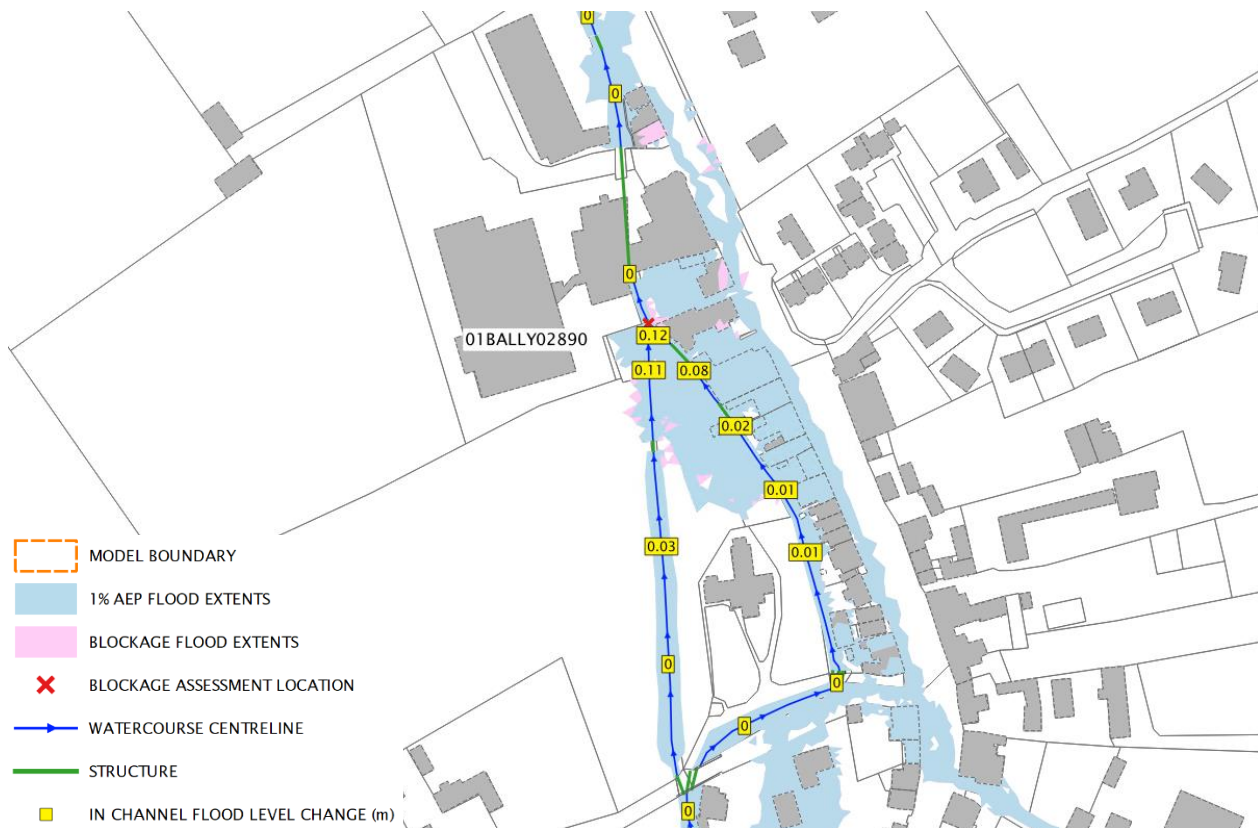 0
0
0
0.12
01BALLY02890
0.11
0.08
0.02
0.01
0.03
0.01
0
0
0
0
MODEL BOUNDARY
1% AEP FLOOD EXTENTS
BLOCKAGE FLOOD EXTENTS
BLOCKAGE ASSESSMENT LOCATION
WATERCOURSE CENTRELINE
STRUCTURE
IN CHANNEL FLOOD LEVEL CHANGE (m)